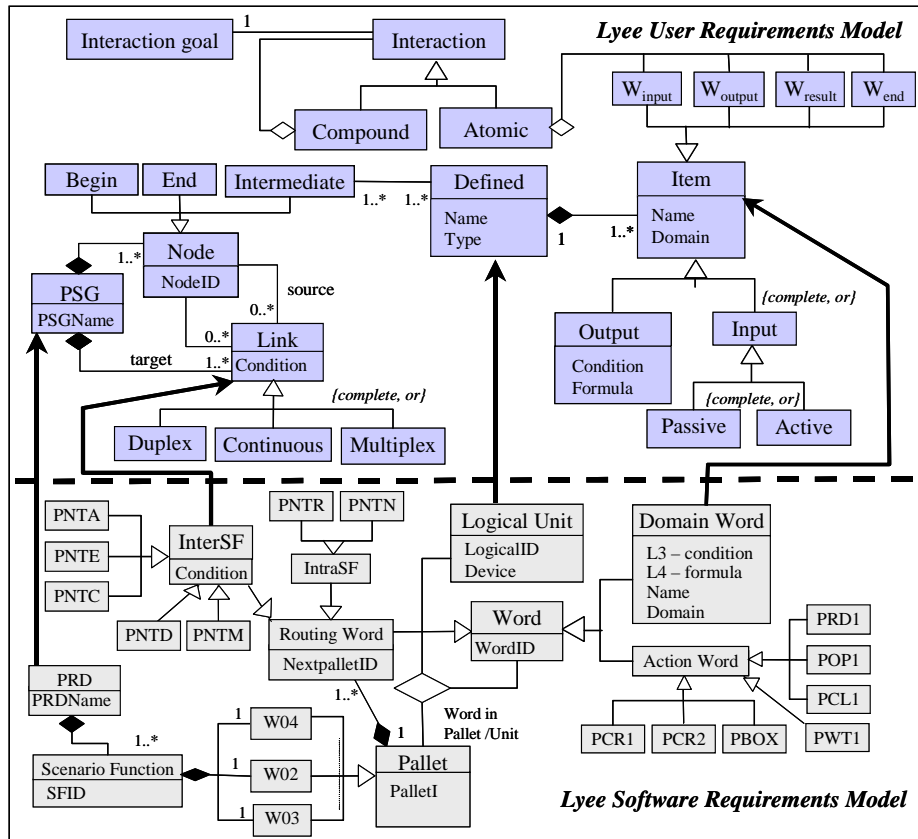 1
Interaction goal
Interaction
Lyee User Requirements Model
Compound
Atomic
W input
W output
W result
W end
Begin
End
Intermediate
1..*
1..*
Defined
Name
Type
1
1..*
Item
Name
Domain
Node
NodeID
1..*
PSG
PSGName
source
0..*
0..*
target
1..*
Link
Condition
{complete, or}
Duplex
Continuous
Multiplex
Output
Condition
Formula
{complete, or}
Input
{complete, or}
Passive
Active
PNTA
PNTE
PNTC
InterSF
Condition
PNTD
PNTM
PNTR
PNTN
IntraSF
Routing Word
NextpalletID
Logical Unit
LogicalID
Device
Word
WordID
Domain Word
L3 – condition
L4 – formula
Name
Domain
Action Word
PRD1
POP1
PCL1
PWT1
PCR1
PCR2
PBOX
PRD
PRDName
1..*
Scenario Function
SFID
1
W04
1
W02
1
W03
1..*
1
Word in
Pallet /Unit
Pallet
PalletI
Lyee Software Requirements Model